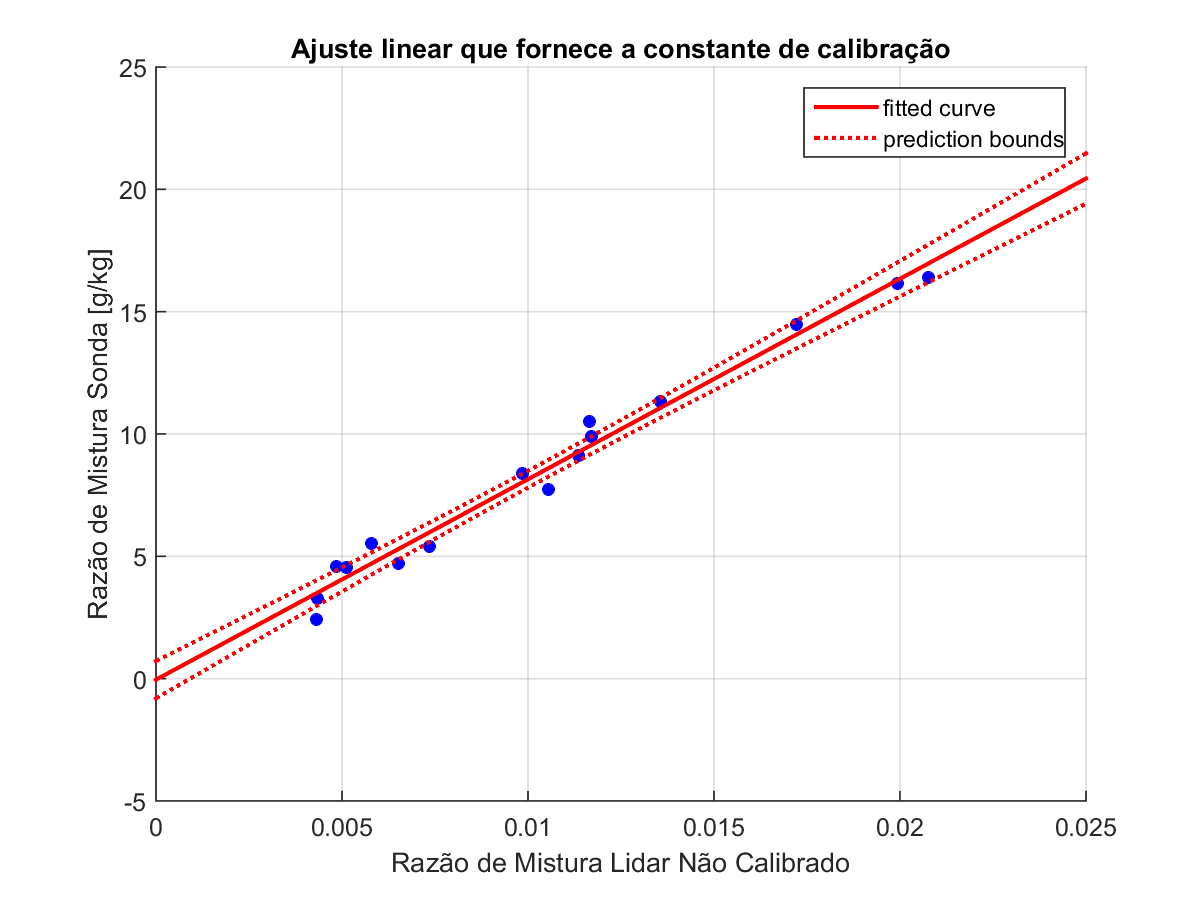 Ajuste linear que fornece a constante de calibração
25
20
15
10
5
0
-5
Razão de Mistura Sonda [g/kg]
fitted curve
prediction bounds
0
0.005
0.01
0.015
0.02
0.025
Razão de Mistura Lidar Não Calibrado